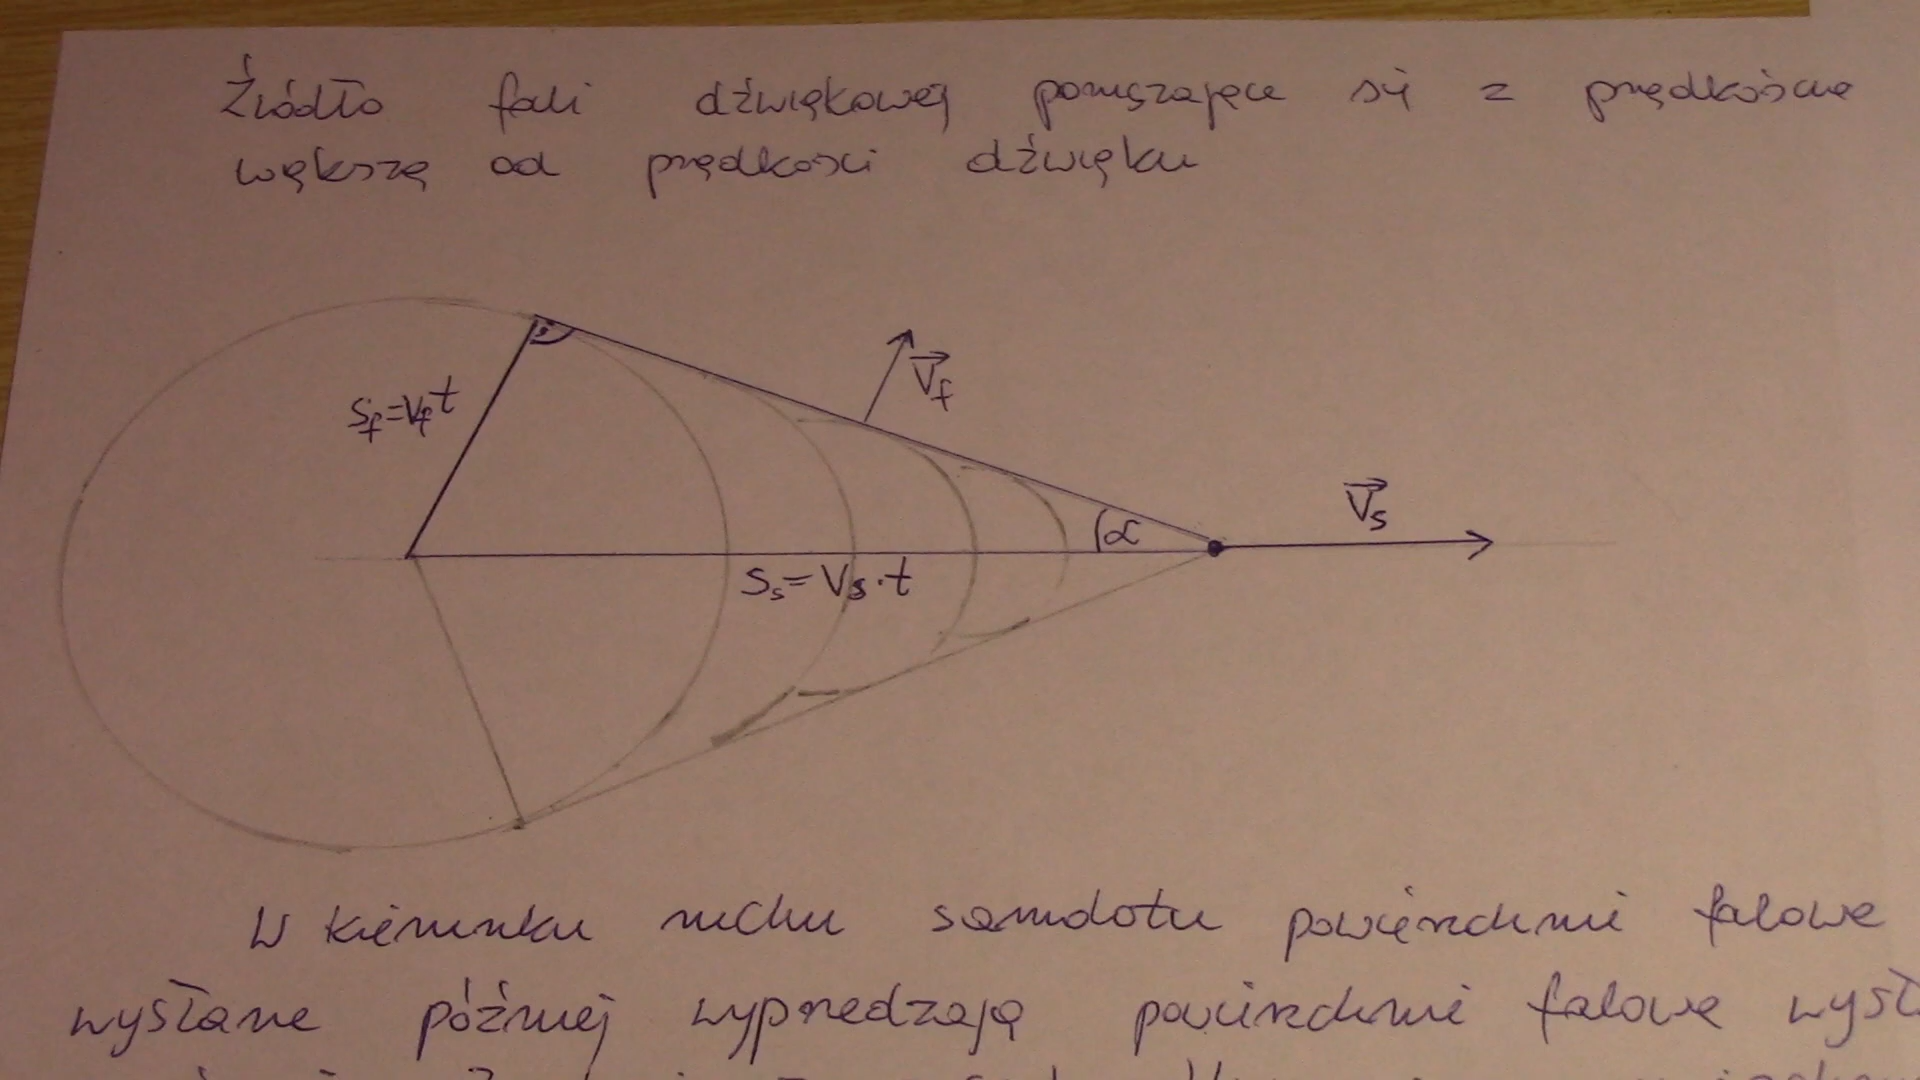 Źródło fali dźwiękowej poruszające się z prędkością
większą od prędkości dźwięku
S_f=V_f t
V_f
α
V_s
S_s=V_s·t
W kierunku ruchu samolotu powierzchnie falowe
wysłane później wyprzedzają powierzchnie falowe